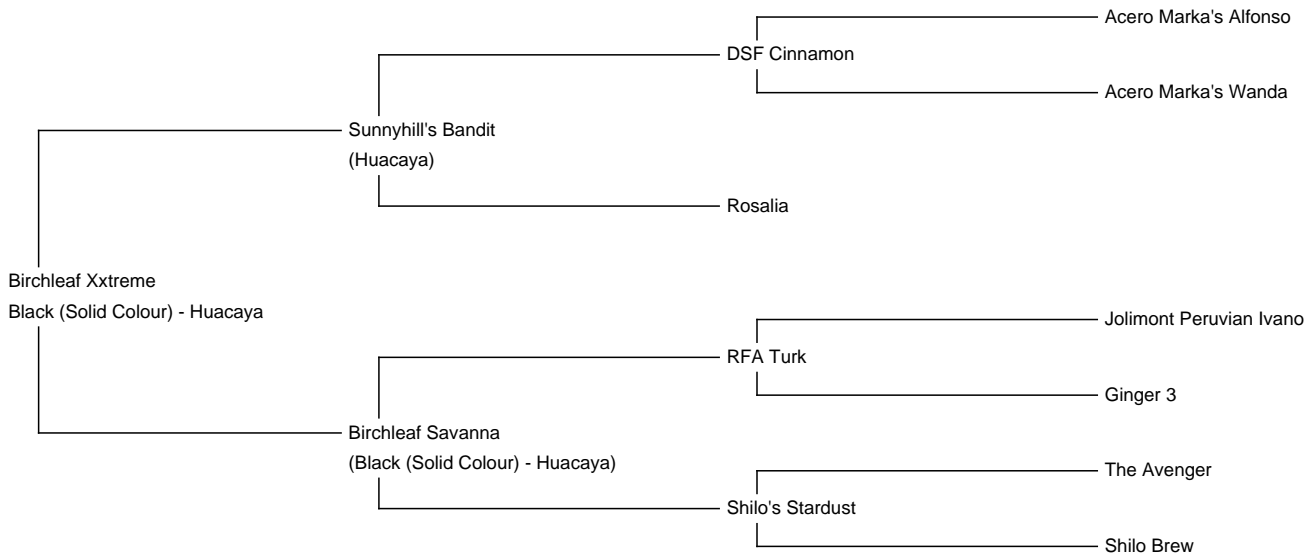 Acero Marka's Alfonso
DSF Cinnamon
Acero Marka's Wanda
Sunnyhill's Bandit
(Huacaya)
Rosalia
Birchleaf Xxtreme
Black (Solid Colour) - Huacaya
Jolimont Peruvian Ivano
RFA Turk
Ginger 3
Birchleaf Savanna
(Black (Solid Colour) - Huacaya)
The Avenger
Shilo's Stardust
Shilo Brew